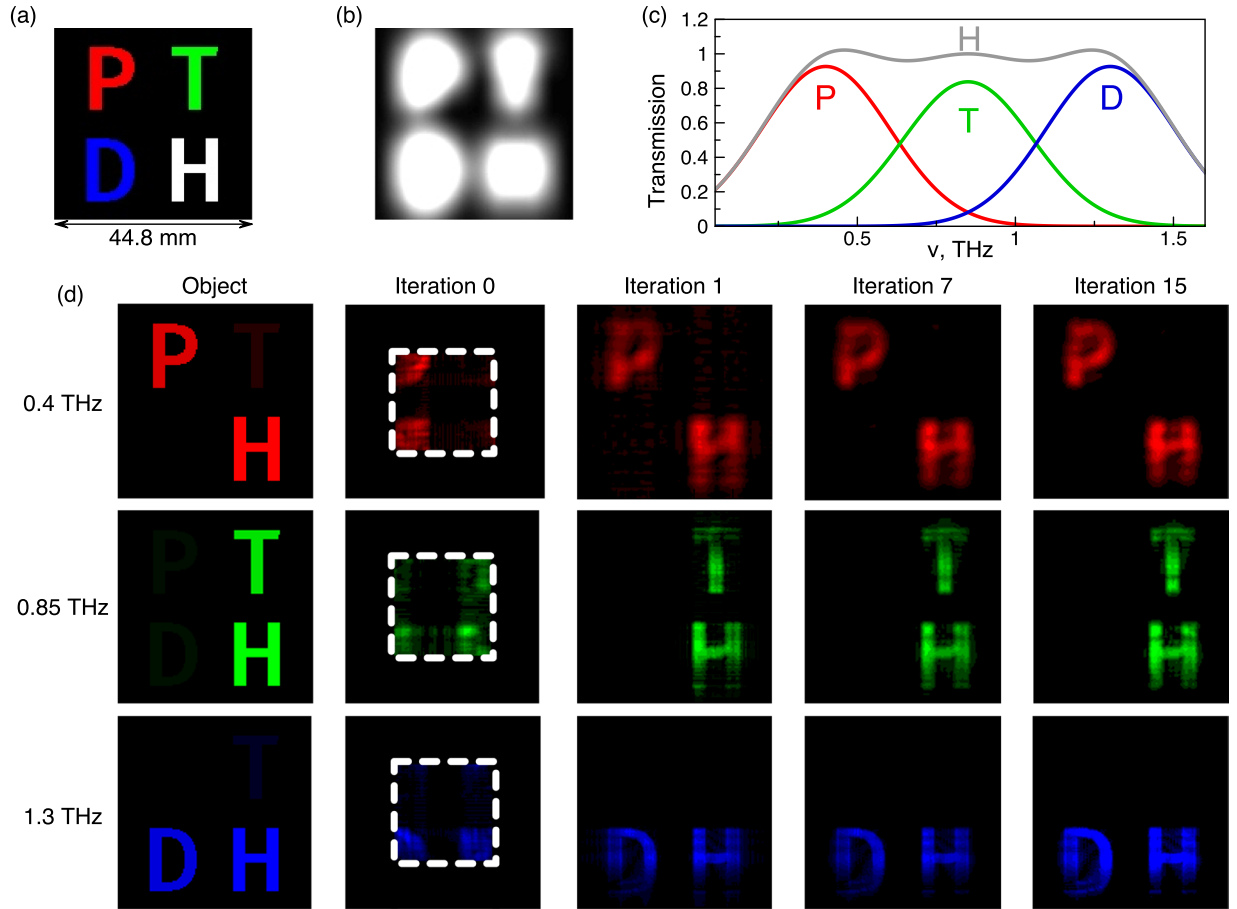 (a)
P T
D H
44.8 mm
(b)
(c)
Transmission
1.2
1
0.8
0.6
0.4
0.2
0
H
P
T
D
0.5 1 1.5
ν, THz
(d)
Object Iteration 0 Iteration 1 Iteration 7 Iteration 15
0.4 THz
P T P P P
H H H H
0.85 THz
P T T T T
D H H H H
1.3 THz
T
D H D H D H D H